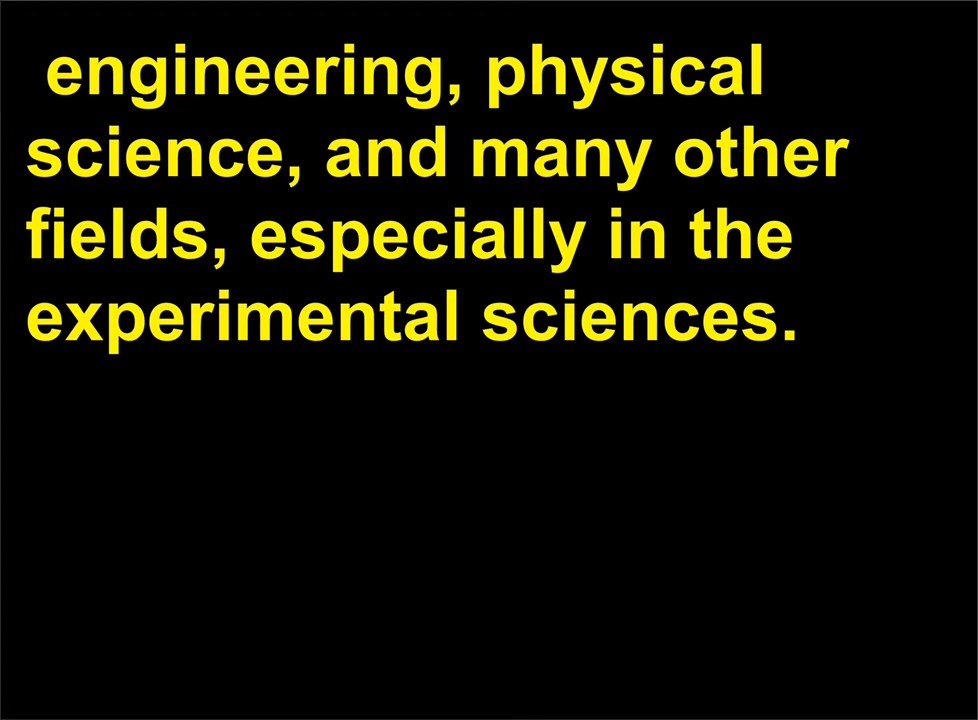 engineering, physical
science, and many other
fields, especially in the
experimental sciences.